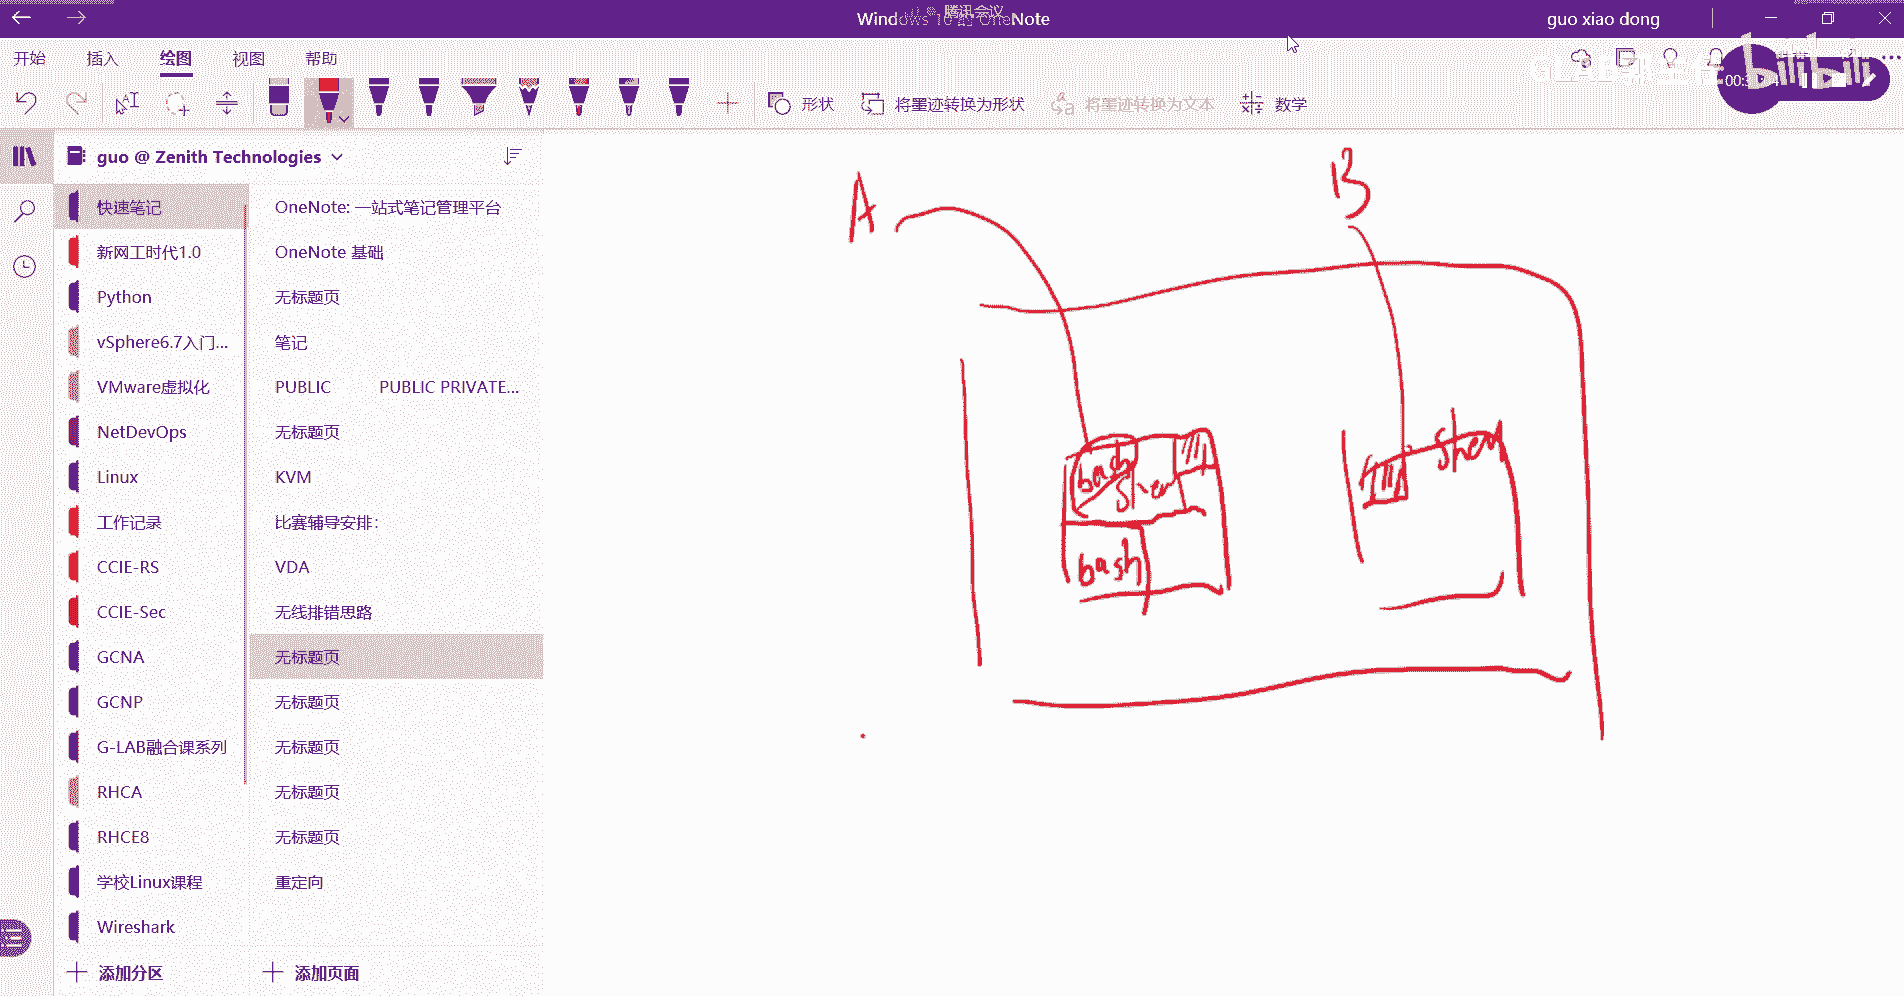 腾讯会议
Windows 10 的 OneNote
guo xiao dong
开始 插入 绘图 视图 帮助
bilibili
形状 将墨迹转换为形状 将墨迹转换为文本 数学
guo @ Zenith Technologies
快速笔记
新网工时代1.0
Python
vSphere6.7入门...
VMware虚拟化
NetDevOps
Linux
工作记录
CCIE-RS
CCIE-Sec
GCNA
GCNP
G-LAB融合课系列
RHCA
RHCE8
学校Linux课程
Wireshark
添加分区
OneNote: 一站式笔记管理平台
OneNote 基础
无标题页
笔记
PUBLIC PUBLIC PRIVATE...
无标题页
KVM
比赛辅导安排:
VDA
无线排错思路
无标题页
无标题页
无标题页
无标题页
无标题页
重定向
添加页面
A
B
bash
bash
shell